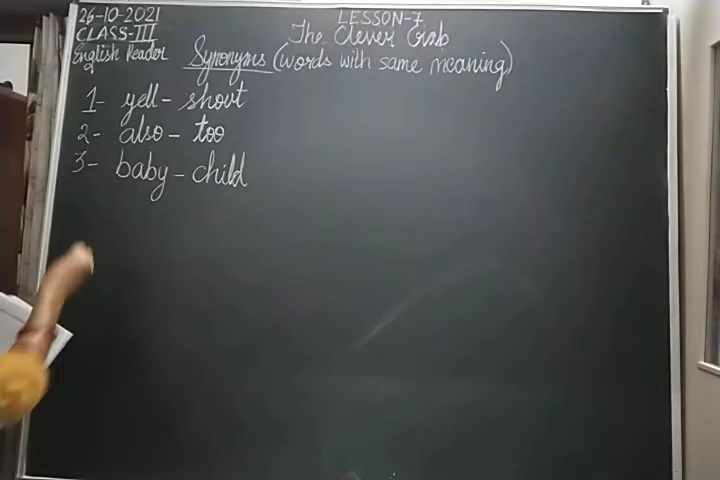 26-10-2021
LESSON-7
CLASS-III
The Clever Crab
English Reader
Synonyms (words with same meaning)
1- yell - shout
2- also - too
3- baby - child